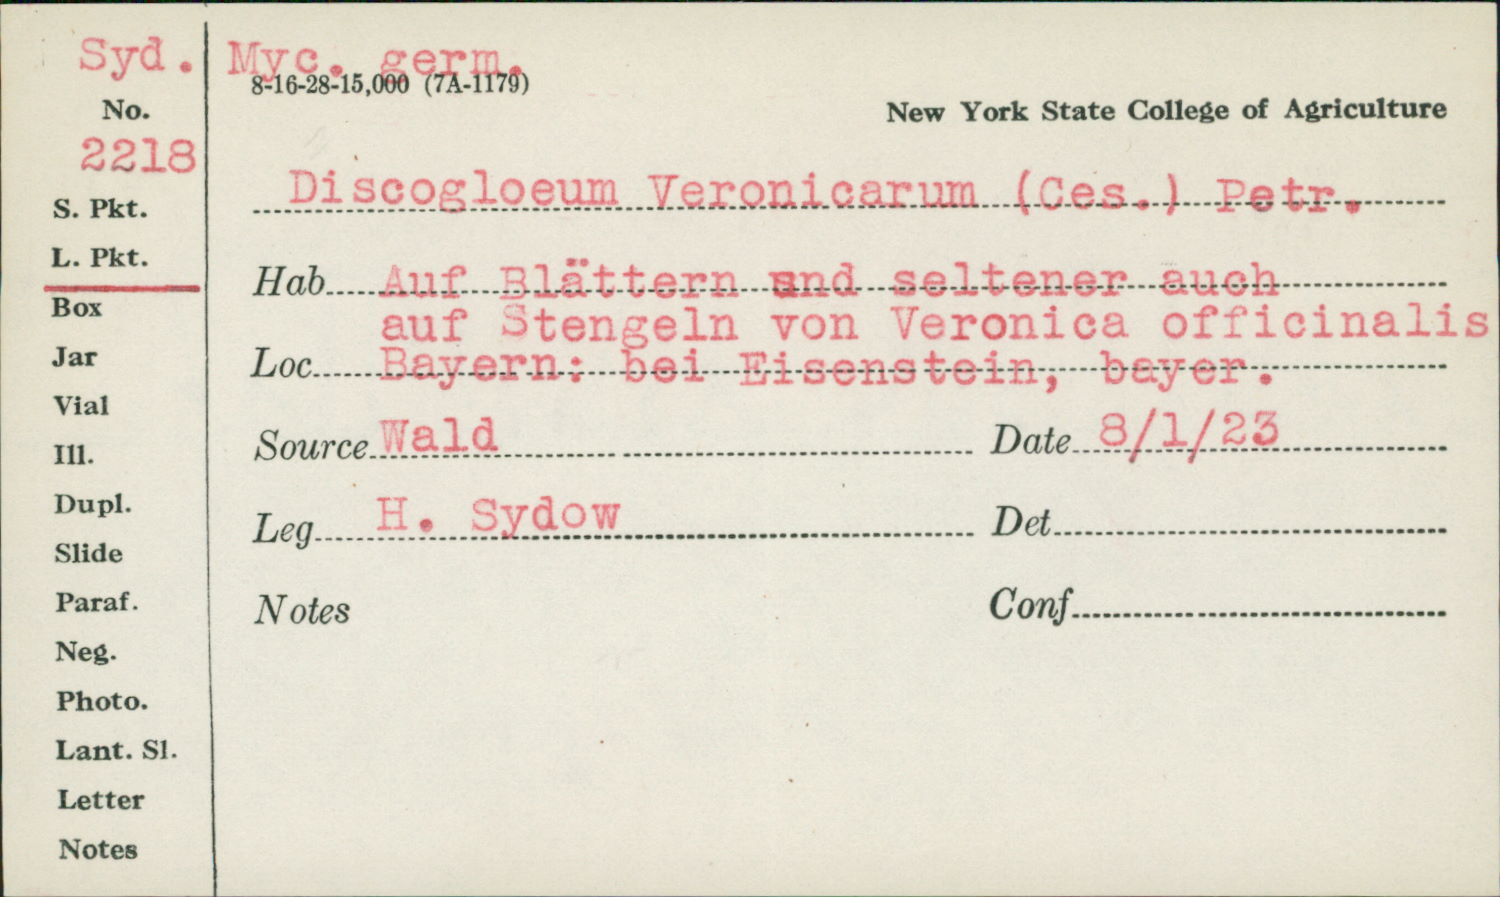 Syd. Myc. germ.
8-16-28-15,000 (7A-1179)
No.
New York State College of Agriculture
2218
Discogloeum Veronicarum (Ces.) Petr.
S. Pkt.
L. Pkt.
Hab. Auf Blättern und seltener auch
Box
auf Stengeln von Veronica officinalis
Jar
Loc. Bayern: bei Eisenstein, bayer.
Vial
Source Wald Date 8/1/23
Ill.
Dupl.
Leg. H. Sydow Det.
Slide
Paraf.
Notes Conf.
Neg.
Photo.
Lant. Sl.
Letter
Notes